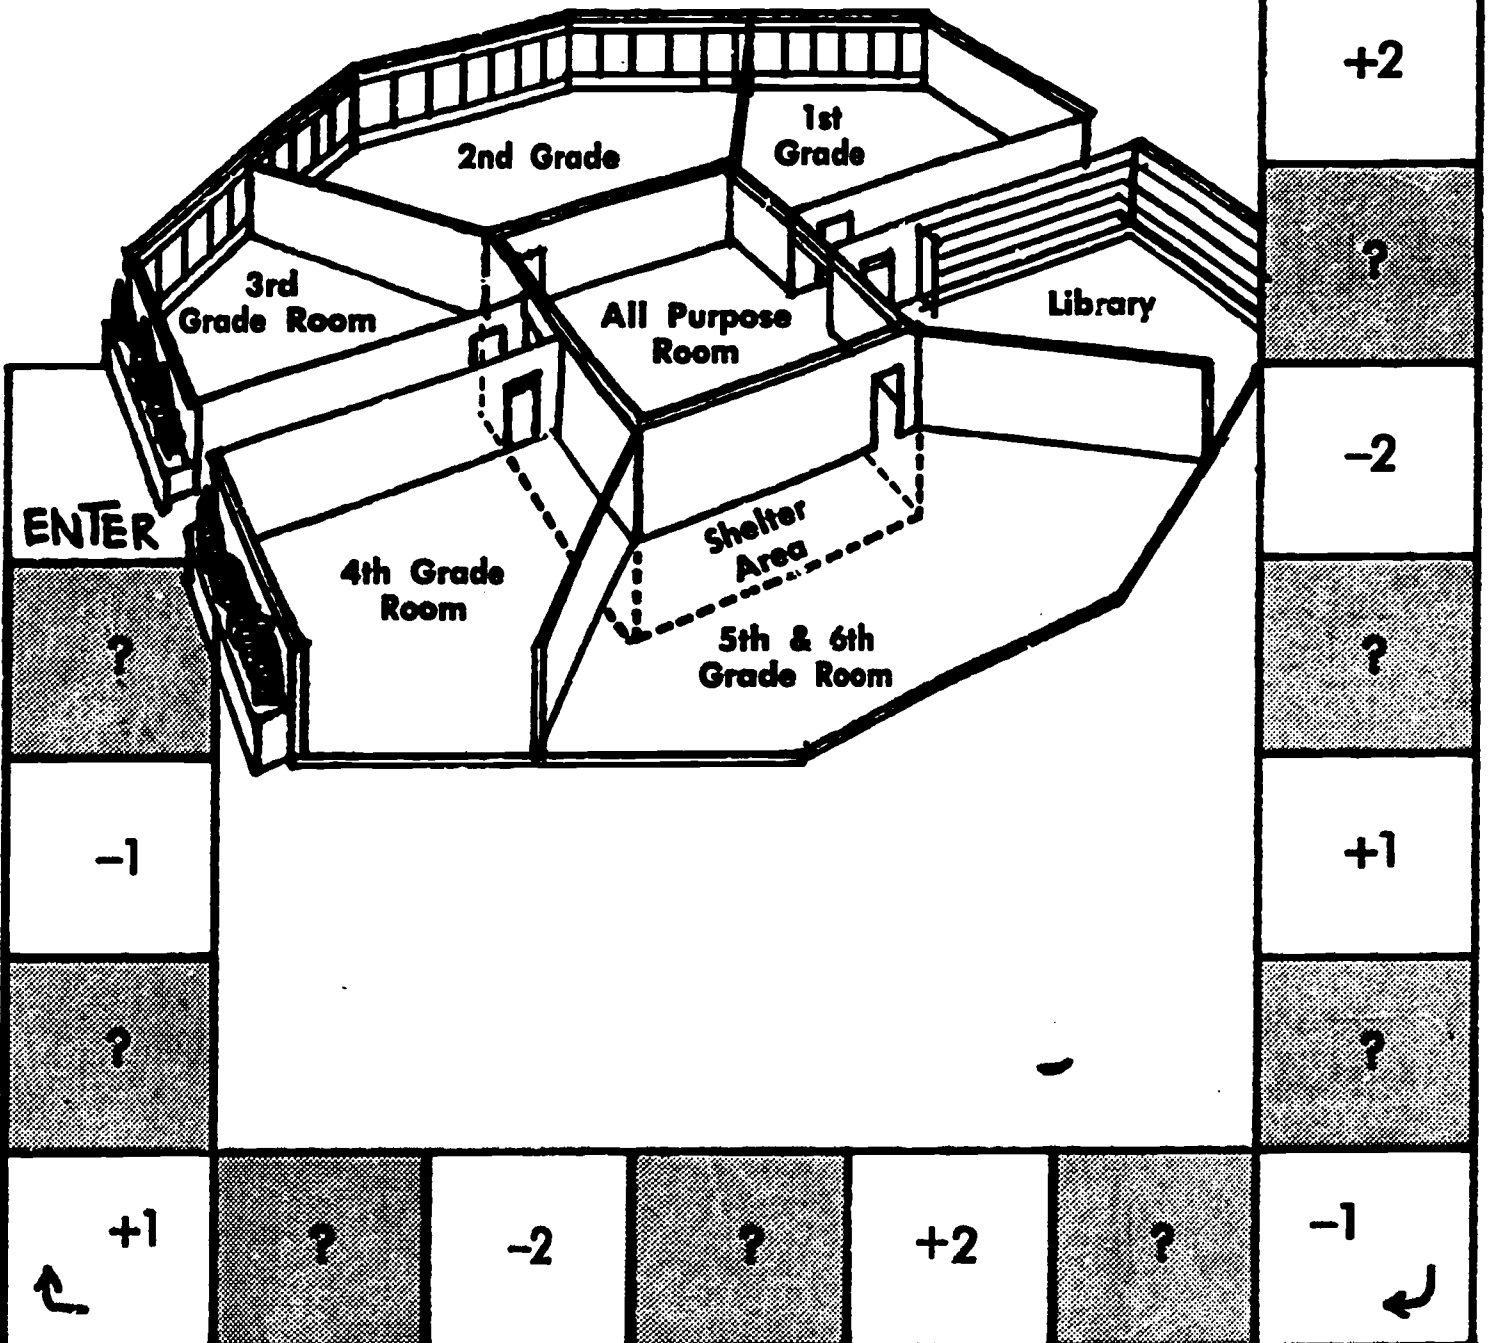 +2
1st
Grade
2nd Grade
?
3rd
Grade Room
All Purpose
Room
Library
-2
ENTER
Shelter
Area
4th Grade
Room
5th & 6th
Grade Room
?
?
-1
+1
?
?
+1
?
-2
?
+2
?
-1